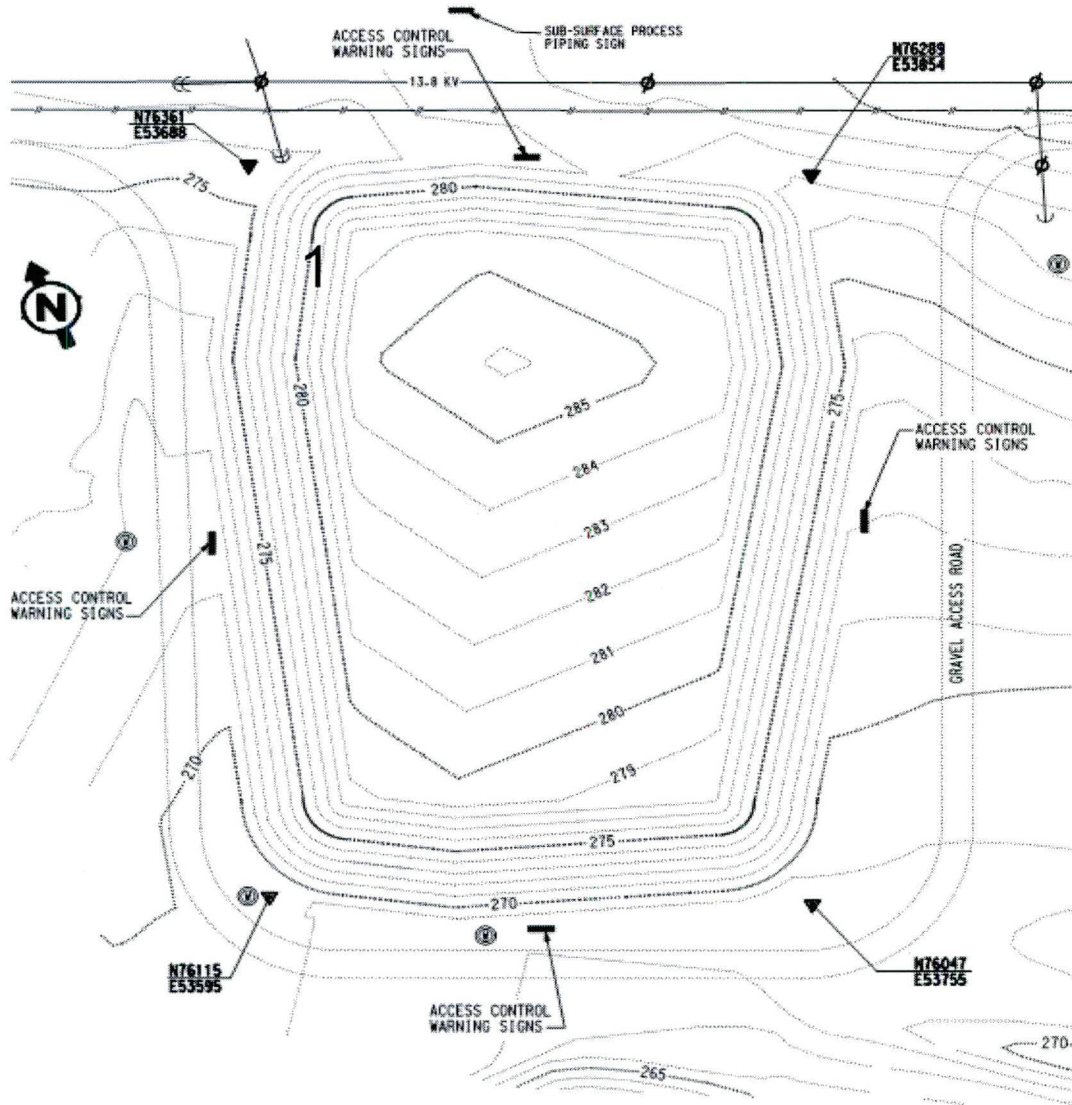 ACCESS CONTROL
WARNING SIGNS
SUB-SURFACE PROCESS
PIPING SIGN
N76289
E53854
13.8 KV
N76361
E53688
275
280
1
N
280
285
275
284
ACCESS CONTROL
WARNING SIGNS
283
275
282
ACCESS CONTROL
WARNING SIGNS
GRAVEL ACCESS ROAD
281
280
270
279
275
270
N76115
E53595
N76047
E53755
ACCESS CONTROL
WARNING SIGNS
270
265